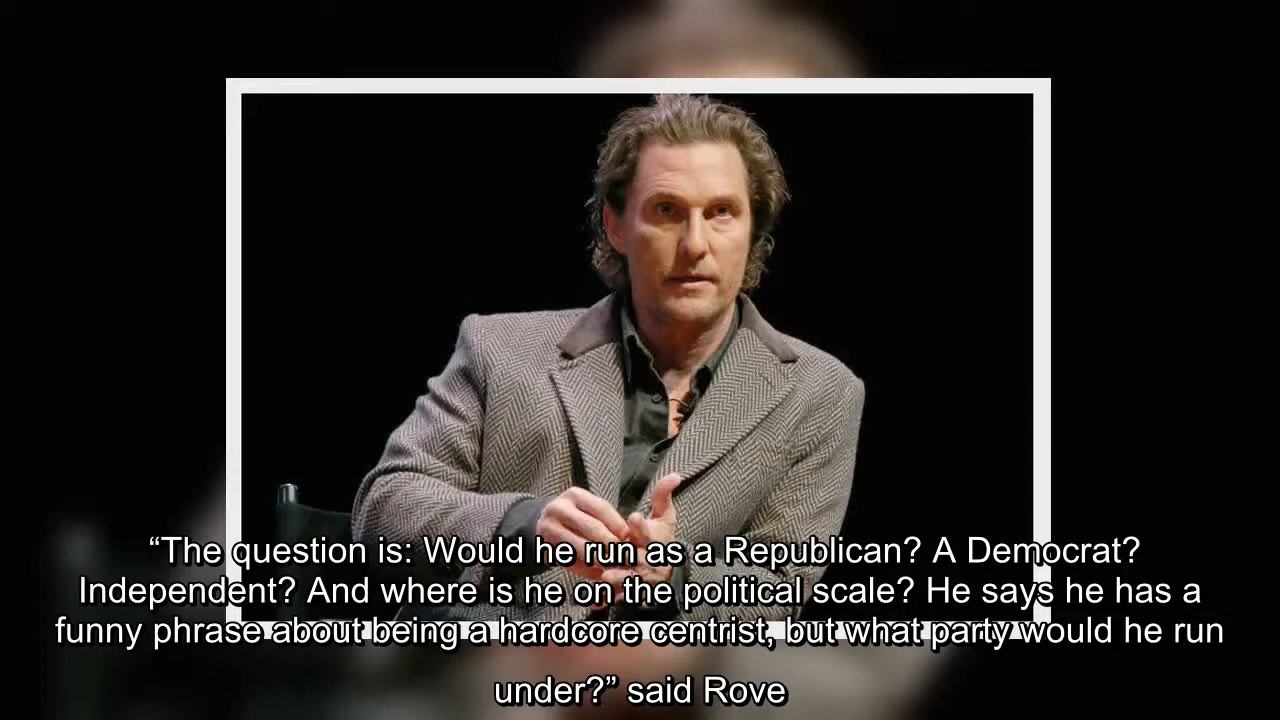 “The question is: Would he run as a Republican? A Democrat?
Independent? And where is he on the political scale? He says he has a
funny phrase about being a hardcore centrist, but what party would he run
under?” said Rove